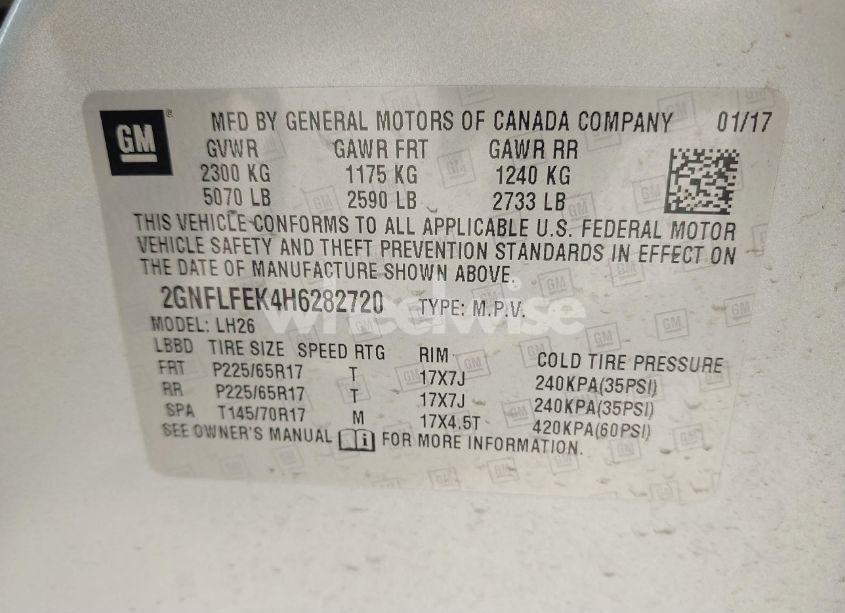 GM ® MFD BY GENERAL MOTORS OF CANADA COMPANY 01/17
GVWR GAWR FRT GAWR RR
2300 KG 1175 KG 1240 KG
5070 LB 2590 LB 2733 LB
THIS VEHICLE CONFORMS TO ALL APPLICABLE U.S. FEDERAL MOTOR
VEHICLE SAFETY AND THEFT PREVENTION STANDARDS IN EFFECT ON
THE DATE OF MANUFACTURE SHOWN ABOVE.
2GNFLFEK4H6282720 TYPE: M.P.V.
wheelwise
MODEL: LH26
LBBD TIRE SIZE SPEED RTG RIM COLD TIRE PRESSURE
FRT P225/65R17 T 17X7J 240KPA(35PSI)
RR P225/65R17 T 17X7J 240KPA(35PSI)
SPA T145/70R17 M 17X4.5T 420KPA(60PSI)
SEE OWNER'S MANUAL i FOR MORE INFORMATION.